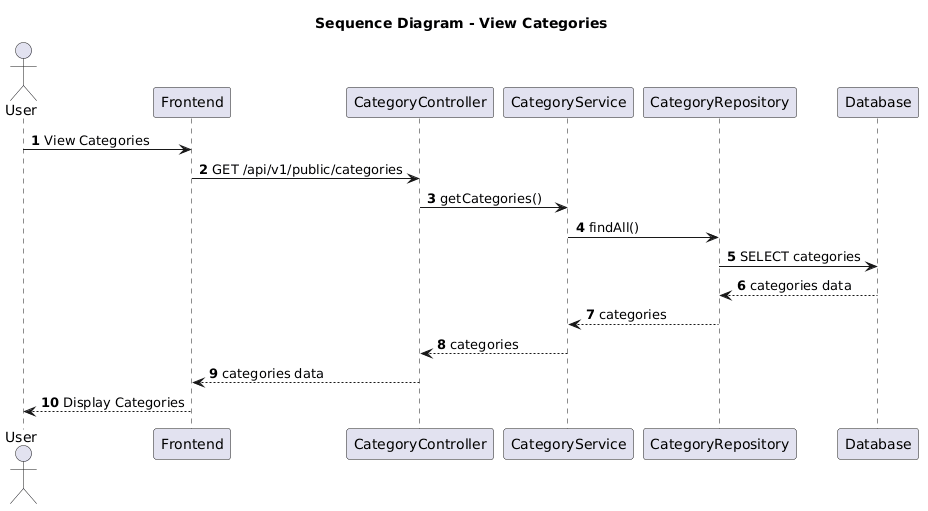 Sequence Diagram - View Categories
User
Frontend
CategoryController
CategoryService
CategoryRepository
Database
1 View Categories
2 GET /api/v1/public/categories
3 getCategories()
4 findAll()
5 SELECT categories
6 categories data
7 categories
8 categories
9 categories data
10 Display Categories
User
Frontend
CategoryController
CategoryService
CategoryRepository
Database